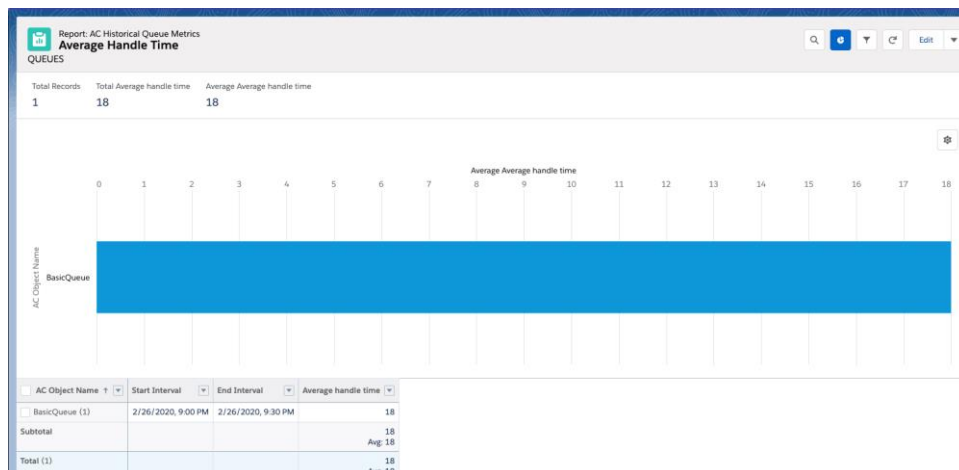 Report: AC Historical Queue Metrics
Average Handle Time
QUEUES
Edit
Total Records Total Average handle time Average Average handle time
1 18 18
Average Average handle time
0 1 2 3 4 5 6 7 8 9 10 11 12 13 14 15 16 17 18
AC Object Name
BasicQueue
AC Object Name ↑ Start Interval End Interval Average handle time
BasicQueue (1) 2/26/2020, 9:00 PM 2/26/2020, 9:30 PM 18
Subtotal 18
Avg: 18
Total (1) 18